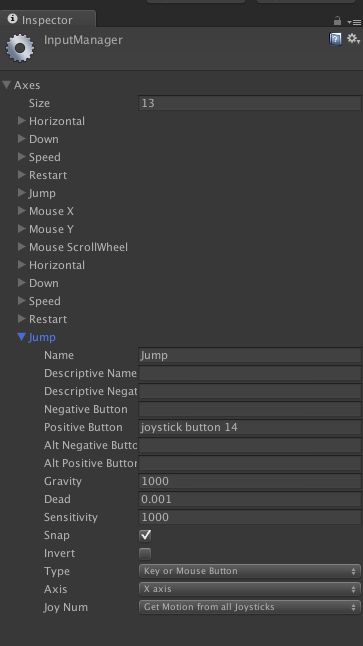 Inspector
InputManager
Axes
Size 13
Horizontal
Down
Speed
Restart
Jump
Mouse X
Mouse Y
Mouse ScrollWheel
Horizontal
Down
Speed
Restart
Jump
Name Jump
Descriptive Name
Descriptive Negat
Negative Button
Positive Button joystick button 14
Alt Negative Butto
Alt Positive Button
Gravity 1000
Dead 0.001
Sensitivity 1000
Snap
Invert
Type Key or Mouse Button
Axis X axis
Joy Num Get Motion from all Joysticks